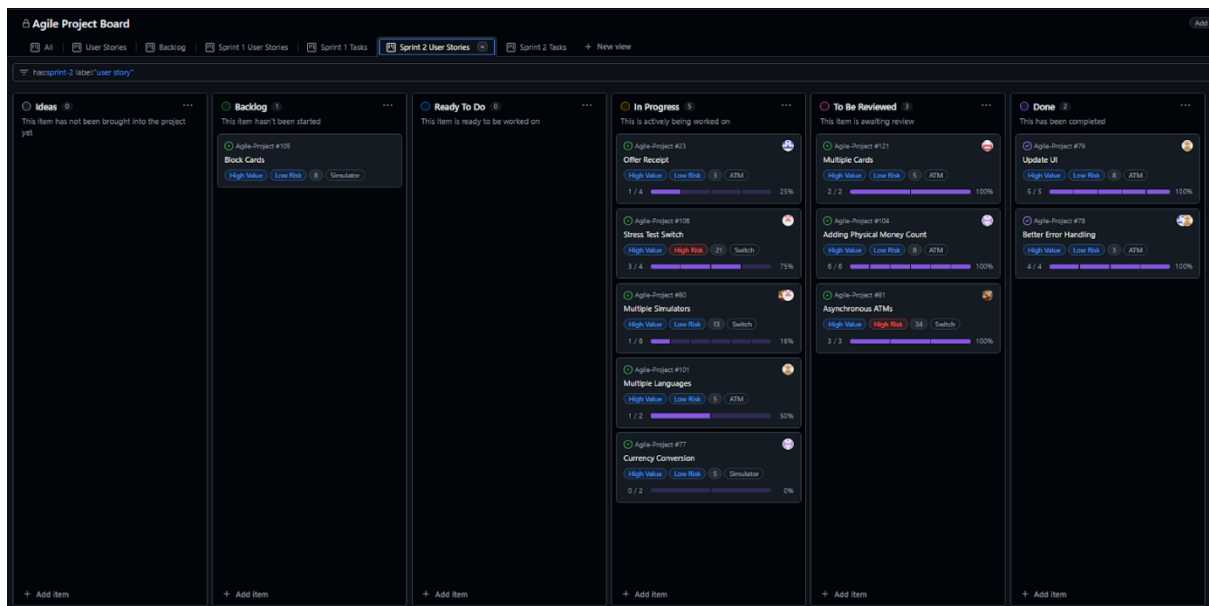 Agile Project Board
Add
All
User Stories
Backlog
Sprint 1 User Stories
Sprint 1 Tasks
Sprint 2 User Stories
Sprint 2 Tasks
+ New view
has:sprint-2 label:"user story"
Ideas 0 ...
This item has not been brought into the project
yet
+ Add item
Backlog 1 ...
This item hasn't been started
Agile-Project #105
Block Cards
High Value Low Risk 8 Simulator
+ Add item
Ready To Do 0 ...
This item is ready to be worked on
+ Add item
In Progress 5 ...
This is actively being worked on
Agile-Project #23
Offer Receipt
High Value Low Risk 3 ATM
1 / 4 25%
Agile-Project #106
Stress Test Switch
High Value High Risk 21 Switch
3 / 4 75%
Agile-Project #80
Multiple Simulators
High Value Low Risk 13 Switch
1 / 6 16%
Agile-Project #101
Multiple Languages
High Value Low Risk 5 ATM
1 / 2 50%
Agile-Project #77
Currency Conversion
High Value Low Risk 5 Simulator
0 / 2 0%
+ Add item
To Be Reviewed 3 ...
This item is awaiting review
Agile-Project #121
Multiple Cards
High Value Low Risk 5 ATM
2 / 2 100%
Agile-Project #104
Adding Physical Money Count
High Value Low Risk 8 ATM
6 / 6 100%
Agile-Project #81
Asynchronous ATMs
High Value High Risk 34 Switch
3 / 3 100%
+ Add item
Done 2 ...
This has been completed
Agile-Project #79
Update UI
High Value Low Risk 8 ATM
5 / 5 100%
Agile-Project #78
Better Error Handling
High Value Low Risk 3 ATM
4 / 4 100%
+ Add item